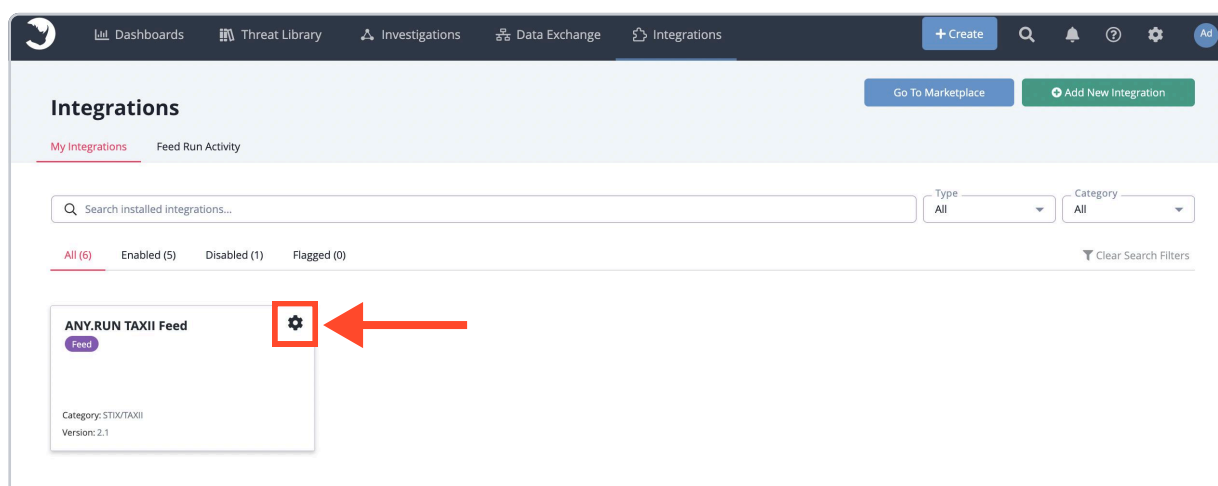 Dashboards Threat Library Investigations Data Exchange Integrations + Create Ad
Integrations
Go To Marketplace Add New Integration
My Integrations Feed Run Activity
Search installed integrations...
Type
All
Category
All
All (6) Enabled (5) Disabled (1) Flagged (0) Clear Search Filters
ANY.RUN TAXII Feed
Feed
Category: STIX/TAXII
Version: 2.1